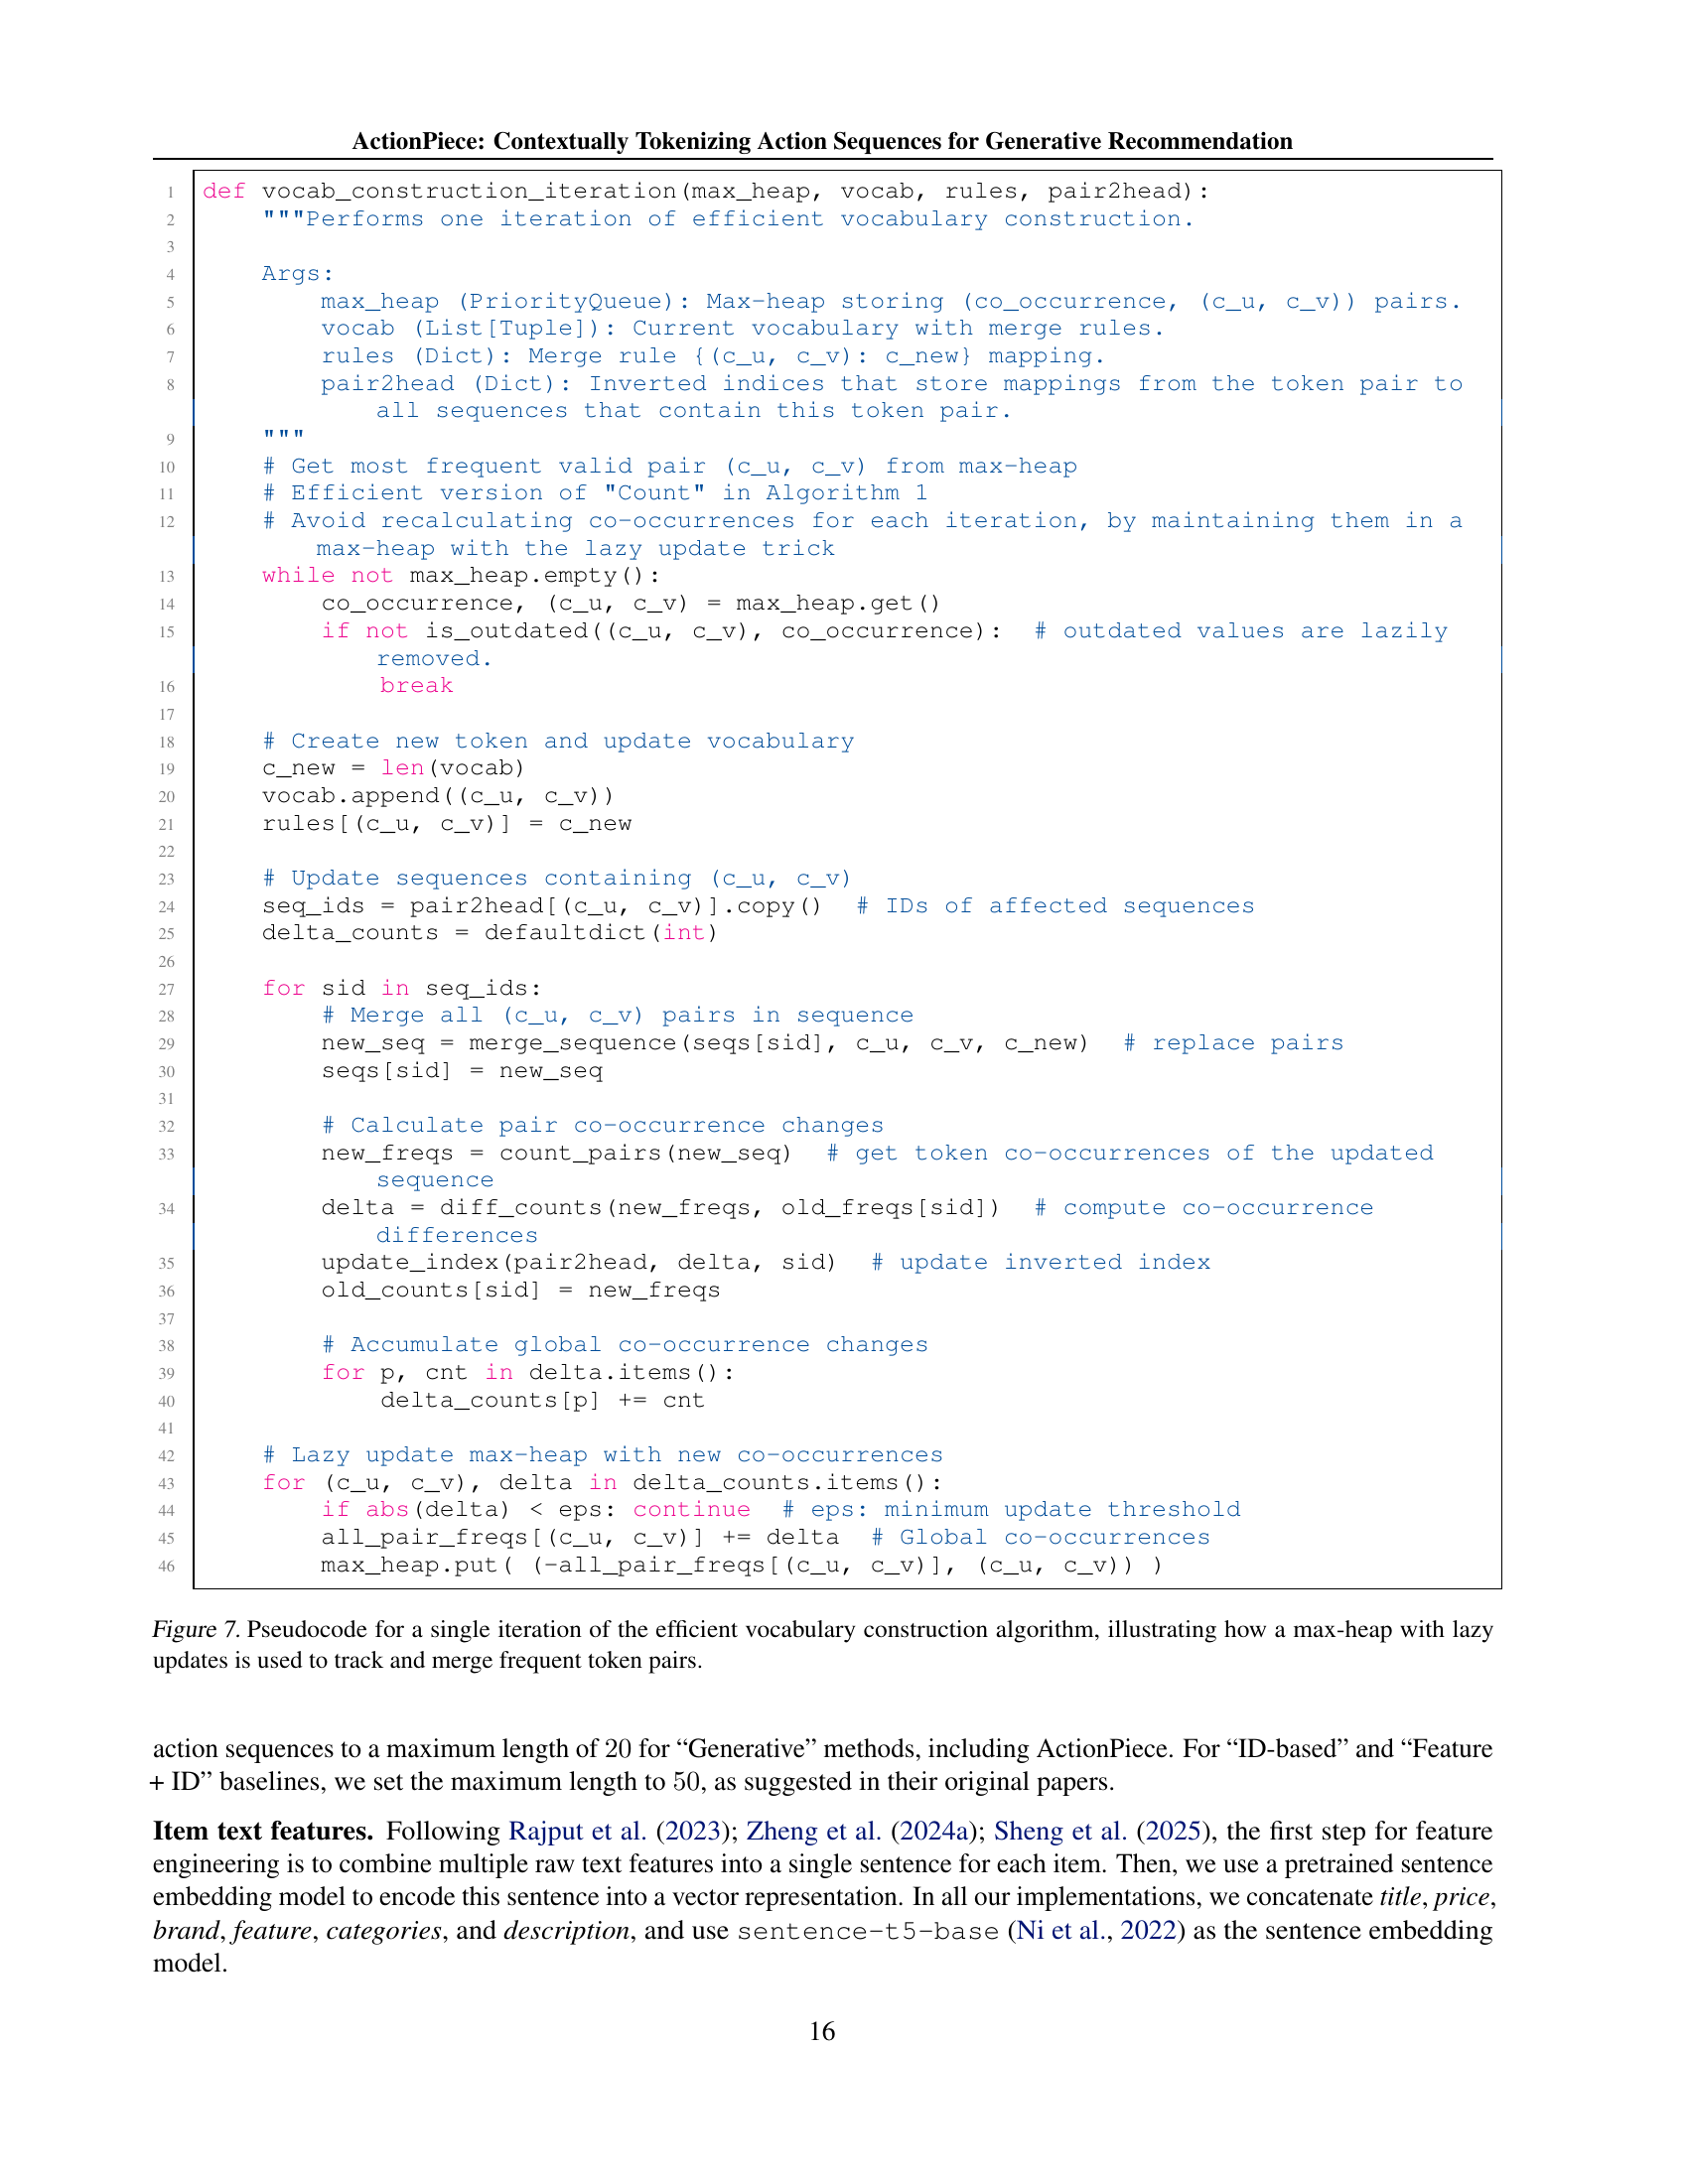 ActionPiece: Contextually Tokenizing Action Sequences for Generative Recommendation
1 def vocab_construction_iteration(max_heap, vocab, rules, pair2head):
2     """Performs one iteration of efficient vocabulary construction.
3
4     Args:
5         max_heap (PriorityQueue): Max-heap storing (co_occurrence, (c_u, c_v)) pairs.
6         vocab (List[Tuple]): Current vocabulary with merge rules.
7         rules (Dict): Merge rule {(c_u, c_v): c_new} mapping.
8         pair2head (Dict): Inverted indices that store mappings from the token pair to
            all sequences that contain this token pair.
9     """
10     # Get most frequent valid pair (c_u, c_v) from max-heap
11     # Efficient version of "Count" in Algorithm 1
12     # Avoid recalculating co-occurrences for each iteration, by maintaining them in a
        max-heap with the lazy update trick
13     while not max_heap.empty():
14         co_occurrence, (c_u, c_v) = max_heap.get()
15         if not is_outdated((c_u, c_v), co_occurrence):  # outdated values are lazily
            removed.
16             break
17
18     # Create new token and update vocabulary
19     c_new = len(vocab)
20     vocab.append((c_u, c_v))
21     rules[(c_u, c_v)] = c_new
22
23     # Update sequences containing (c_u, c_v)
24     seq_ids = pair2head[(c_u, c_v)].copy()  # IDs of affected sequences
25     delta_counts = defaultdict(int)
26
27     for sid in seq_ids:
28         # Merge all (c_u, c_v) pairs in sequence
29         new_seq = merge_sequence(seqs[sid], c_u, c_v, c_new)  # replace pairs
30         seqs[sid] = new_seq
31
32         # Calculate pair co-occurrence changes
33         new_freqs = count_pairs(new_seq)  # get token co-occurrences of the updated
            sequence
34         delta = diff_counts(new_freqs, old_freqs[sid])  # compute co-occurrence
            differences
35         update_index(pair2head, delta, sid)  # update inverted index
36         old_counts[sid] = new_freqs
37
38         # Accumulate global co-occurrence changes
39         for p, cnt in delta.items():
40             delta_counts[p] += cnt
41
42     # Lazy update max-heap with new co-occurrences
43     for (c_u, c_v), delta in delta_counts.items():
44         if abs(delta) < eps: continue  # eps: minimum update threshold
45         all_pair_freqs[(c_u, c_v)] += delta  # Global co-occurrences
46         max_heap.put( (-all_pair_freqs[(c_u, c_v)], (c_u, c_v)) )
Figure 7. Pseudocode for a single iteration of the efficient vocabulary construction algorithm, illustrating how a max-heap with lazy
updates is used to track and merge frequent token pairs.
action sequences to a maximum length of 20 for “Generative” methods, including ActionPiece. For “ID-based” and “Feature
+ ID” baselines, we set the maximum length to 50, as suggested in their original papers.
Item text features. Following Rajput et al. (2023); Zheng et al. (2024a); Sheng et al. (2025), the first step for feature
engineering is to combine multiple raw text features into a single sentence for each item. Then, we use a pretrained sentence
embedding model to encode this sentence into a vector representation. In all our implementations, we concatenate title, price,
brand, feature, categories, and description, and use sentence-t5-base (Ni et al., 2022) as the sentence embedding
model.
16